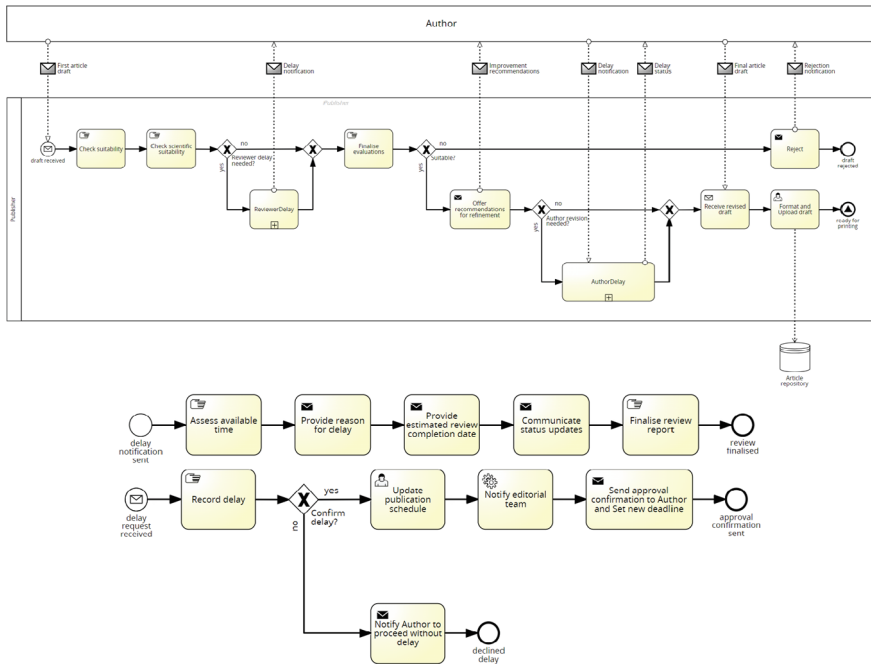 Author
First article
draft
Delay
notification
Improvement
recommendations
Delay
notification
Delay
status
Final article
draft
Rejection
notification
Publisher
Publisher
draft received
Check suitability
Check scientific
suitability
no
Reviewer delay
needed?
yes
ReviewerDelay
Finalise
evaluations
no
Suitable?
yes
Offer
recommendations
for refinement
no
Author revision
needed?
yes
AuthorDelay
Receive revised
draft
Reject
draft
rejected
Format and
Upload draft
ready for
printing
Article
repository
Assess available
time
Provide reason
for delay
Provide
estimated review
completion date
Communicate
status updates
Finalise review
report
delay
notification
sent
review
finalised
Record delay
yes
Confirm
delay?
no
Update
publication
schedule
Notify editorial
team
Send approval
confirmation to Author
and Set new deadline
delay
request
received
approval
confirmation
sent
Notify Author to
proceed without
delay
declined
delay